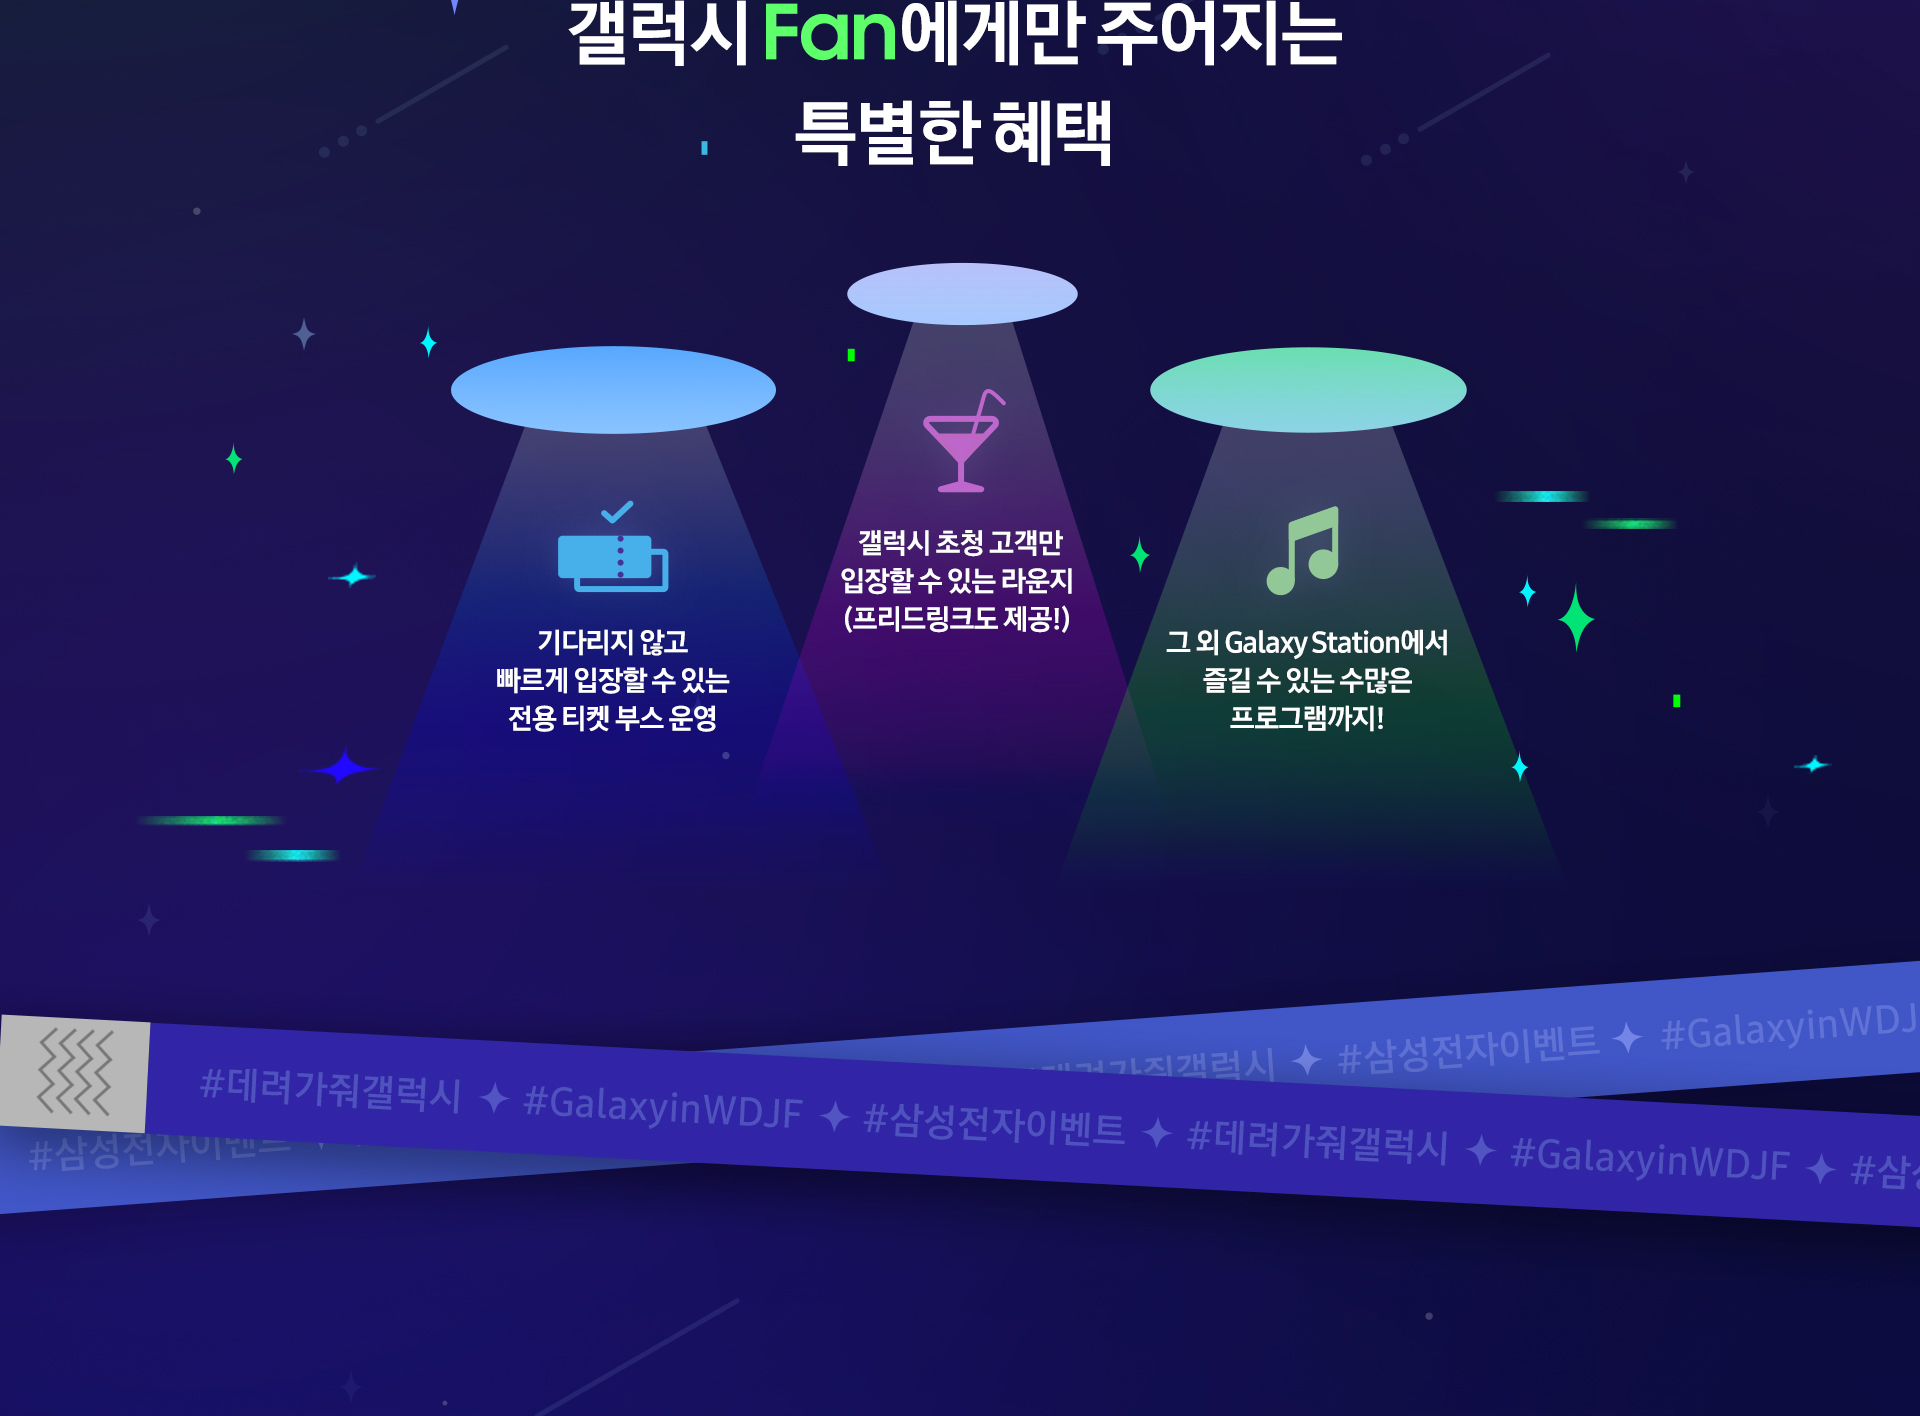 갤럭시 Fan에게만 주어지는
특별한 혜택
갤럭시 초청 고객만
입장할 수 있는 라운지
(프리드링크도 제공!)
기다리지 않고
빠르게 입장할 수 있는
전용 티켓 부스 운영
그 외 Galaxy Station에서
즐길 수 있는 수많은
프로그램까지!
#데려가줘갤럭시 ✦ #삼성전자이벤트 ✦ #GalaxyinWDJ
#데려가줘갤럭시 ✦ #GalaxyinWDJF ✦ #삼성전자이벤트 ✦ #데려가줘갤럭시 ✦ #GalaxyinWDJF ✦ #삼
#삼성전자이벤트